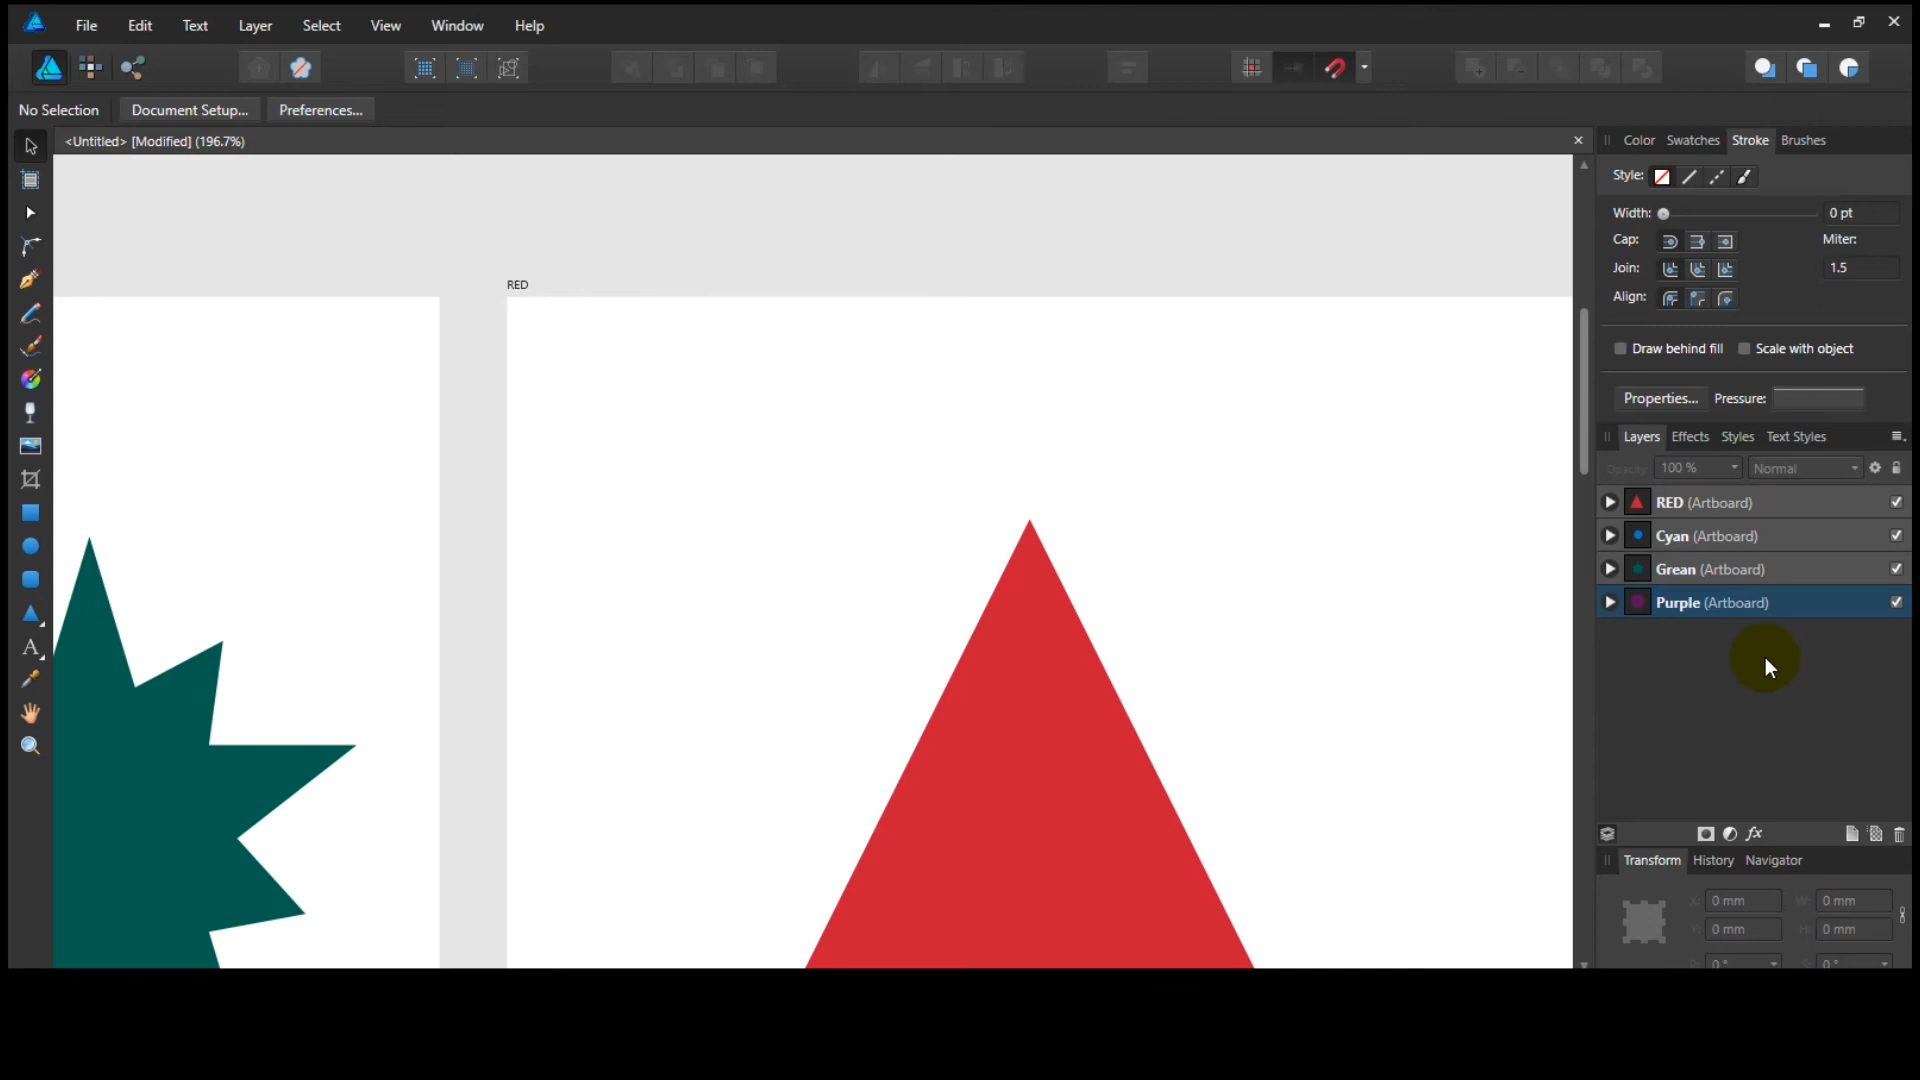 File Edit Text Layer Select View Window Help
No Selection Document Setup... Preferences...
<Untitled> [Modified] (196.7%)
RED
Color Swatches Stroke Brushes
Style:
Width: 0 pt
Cap: Miter:
Join: 1.5
Align:
Draw behind fill Scale with object
Properties... Pressure:
Layers Effects Styles Text Styles
Opacity: 100 % Normal
RED (Artboard)
Cyan (Artboard)
Grean (Artboard)
Purple (Artboard)
Transform History Navigator
X: 0 mm W: 0 mm
Y: 0 mm H: 0 mm
R: 0 ° S: 0 °